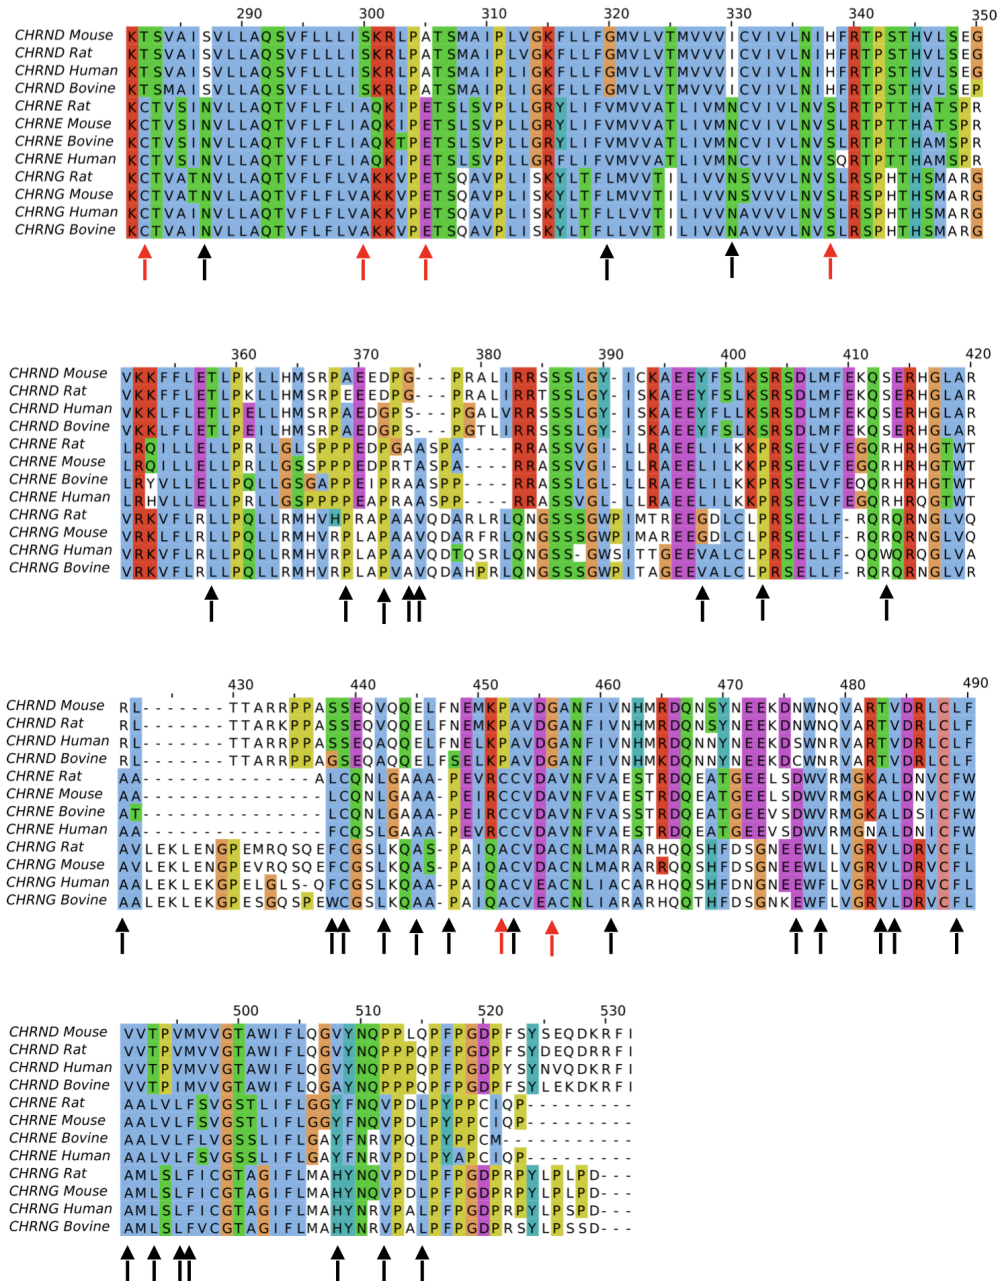 290 300 310 320 330 340 350
CHRND Mouse KTSVAISVLLAQSVFLLLISKRLPATSMAIPLVGKFLLFGMVLVTMVVVICVIVLNIHFRTPSTHVLSEG
CHRND Rat KTSVAISVLLAQSVFLLLISKRLPATSMAIPLVGKFLLFGMVLVTMVVVICVIVLNIHFRTPSTHVLSEG
CHRND Human KTSVAISVLLAQSVFLLLISKRLPATSMAIPLIGKFLLFGMVLVTMVVVICVIVLNIHFRTPSTHVLSEG
CHRND Bovine KTSMAISVLLAQSVFLLLISKRLPATSMAIPLIGKFLLFGMVLVTMVVVICVIVLNIHFRTPSTHVLSEP
CHRNE Rat KCTVSINVLLAQTVFLFLIAQKIPETSLSVPLLGRYLIFVMVVATLIVMNCVIVLNVSLRTPTTHATSPR
CHRNE Mouse KCTVSINVLLAQTVFLFLIAQKIPETSLSVPLLGRYLIFVMVVATLIVMNCVIVLNVSLRTPTTHATSPR
CHRNE Bovine KCTVSINVLLAQTVFLFLIAQKTPETSLSVPLLGRYLIFVMVVATLIVMNCVIVLNVSLRTPTTHAMSPR
CHRNE Human KCTVSINVLLAQTVFLFLIAQKIPETSLSVPLLGRFLIFVMVVATLIVMNCVIVLNVSQRTPTTHAMSPR
CHRNG Rat KCTVATNVLLAQTVFLFLVAKKVPETSQAVPLISKYLTFLMVVTILIVVNSVVVLNVSLRSPHTHSMARG
CHRNG Mouse KCTVATNVLLAQTVFLFLVAKKVPETSQAVPLISKYLTFLMVVTILIVVNSVVVLNVSLRSPHTHSMARG
CHRNG Human KCTVAINVLLAQTVFLFLVAKKVPETSQAVPLISKYLTFLLVVTILIVVNAVVVLNVSLRSPHTHSMARG
CHRNG Bovine KCTVAINVLLAQTVFLFLVAKKVPETSQAVPLISKYLTFLLVVTILIVVNAVVVLNVSLRSPHTHSMARG
360 370 380 390 400 410 420
CHRND Mouse VKKFFLETLPKLLHMSRPAEEDPG---PRALIRRSSSLGY-ICKAEEYFSLKSRSDLMFEKQSERHGLAR
CHRND Rat VKKFFLETLPKLLHMSRPEEEDPG---PRALIRRTSSLGY-ISKAEEYFSLKSRSDLMFEKQSERHGLAR
CHRND Human VKKLFLETLPELLHMSRPAEDGPS---PGALVRRSSSLGY-ISKAEEYFLLKSRSDLMFEKQSERHGLAR
CHRND Bovine VKKLFLETLPEILHMSRPAEDGPS---PGTLIRRSSSLGY-ISKAEEYFSLKSRSDLMFEKQSERHGLAR
CHRNE Rat LRQILLELLPRLLGLSPPPEDPGAASPA----RRASSVGI-LLRAEELILKKPRSELVFEGQRHRHGTWT
CHRNE Mouse LRQILLELLPRLLGSSPPPEDPRTASPA----RRASSVGI-LLRAEELILKKPRSELVFEGQRHRHGTWT
CHRNE Bovine LRYVLLELLPQLLGSGAPPEIPRAASPP----RRASSLGL-LLRAEELILKKPRSELVFEQQRHRHGTWT
CHRNE Human LRHVLLELLPRLLGSPPPPEAPRAASPP----RRASSVGL-LLRAEELILKKPRSELVFEGQRHRQGTWT
CHRNG Rat VRKVFLRLLPQLLRMHVHPRAPAAVQDARLRLQNGSSSGWPIMTREEGDLCLPRSELLF-RQRQRNGLVQ
CHRNG Mouse VRKVFLRLLPQLLRMHVRPLAPAAVQDARFRLQNGSSSGWPIMAREEGDLCLPRSELLF-RQRQRNGLVQ
CHRNG Human VRKVFLRLLPQLLRMHVRPLAPAAVQDTQSRLQNGSS-GWSITTGEEVALCLPRSELLF-RQWQRQGLVA
CHRNG Bovine VRKVFLRLLPQLLRMHVRPLAPVAVQDAHPRLQNGSSSGWPITAGEEVALCLPRSELLF-RQRQRNGLVR
430 440 450 460 470 480 490
CHRND Mouse RL-------TTARRPPASSEQVQQELFNEMKPAVDGANFIVNHMRDQNSYNEEKDNWNQVARTVDRLCLF
CHRND Rat RL-------TTARRPPASSEQVQQELFNEMKPAVDGANFIVNHMRDQNSYNEEKDNWNQVARTVDRLCLF
CHRND Human RL-------TTARRPPASSEQAQQELFNELKPAVDGANFIVNHMRDQNNYNEEKDSWNRVARTVDRLCLF
CHRND Bovine RL-------TTARRPPAGSEQAQQELFSELKPAVDGANFIVNHMKDQNNYNEEKDCWNRVARTVDRLCLF
CHRNE Rat AA--------------ALCQNLGAAA-PEVRCCVDAVNFVAESTRDQEATGEELSDWVRMGKALDNVCFW
CHRNE Mouse AA---------------LCQNLGAAA-PEIRCCVDAVNFVAESTRDQEATGEELSDWVRMGKALDNVCFW
CHRNE Bovine AT---------------LCQNLGAAA-PEIRCCVDAVNFVASSTRDQEATGEEVSDWVRMGKALDSICFW
CHRNE Human AA---------------FCQSLGAAA-PEVRCCVDAVNFVAESTRDQEATGEEVSDWVRMGNALDNICFW
CHRNG Rat AVLEKLENGPEMRQSQEFCGSLKQAS-PAIQACVDACNLMARARHQQSHFDSGNEEWLLVGRVLDRVCFL
CHRNG Mouse AVLEKLENGPEVRQSQEFCGSLKQAS-PAIQACVDACNLMARARRQQSHFDSGNEEWLLVGRVLDRVCFL
CHRNG Human AALEKLEKGPELGLS-QFCGSLKQAA-PAIQACVEACNLIACARHQQSHFDNGNEEWFLVGRVLDRVCFL
CHRNG Bovine AALEKLEKGPESGQSPEWCGSLKQAA-PAIQACVEACNLIARARHQQTHFDSGNKEWFLVGRVLDRVCFL
500 510 520 530
CHRND Mouse VVTPVMVVGTAWIFLQGVYNQPPLQPFPGDPFSYSEQDKRFI
CHRND Rat VVTPVMVVGTAWIFLQGVYNQPPPQPFPGDPFSYDEQDRRFI
CHRND Human VVTPVMVVGTAWIFLQGVYNQPPPQPFPGDPYSYNVQDKRFI
CHRND Bovine VVTPIMVVGTAWIFLQGAYNQPPPQPFPGDPFSYLEKDKRFI
CHRNE Rat AALVLFSVGSTLIFLGGYFNQVPDLPYPPCIQP---------
CHRNE Mouse AALVLFSVGSTLIFLGGYFNQVPDLPYPPCIQP---------
CHRNE Bovine AALVLFLVGSSLIFLGAYFNRVPQLPYPPCM-----------
CHRNE Human AALVLFSVGSSLIFLGAYFNRVPDLPYAPCIQP---------
CHRNG Rat AMLSLFICGTAGIFLMAHYNQVPDLPFPGDPRPYLPLPD---
CHRNG Mouse AMLSLFICGTAGIFLMAHYNQVPDLPFPGDPRPYLPLPD---
CHRNG Human AMLSLFICGTAGIFLMAHYNRVPALPFPGDPRPYLPSPD---
CHRNG Bovine AMLSLFVCGTAGIFLMAHYNRVPALPFPGDPRSYLPSSD---